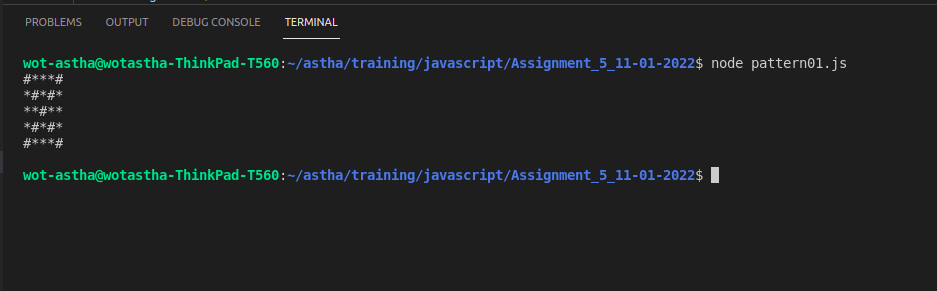 PROBLEMS OUTPUT DEBUG CONSOLE TERMINAL
wot-astha@wotastha-ThinkPad-T560:~/astha/training/javascript/Assignment_5_11-01-2022$ node pattern01.js
#***#
*#*#*
**#**
*#*#*
#***#
wot-astha@wotastha-ThinkPad-T560:~/astha/training/javascript/Assignment_5_11-01-2022$